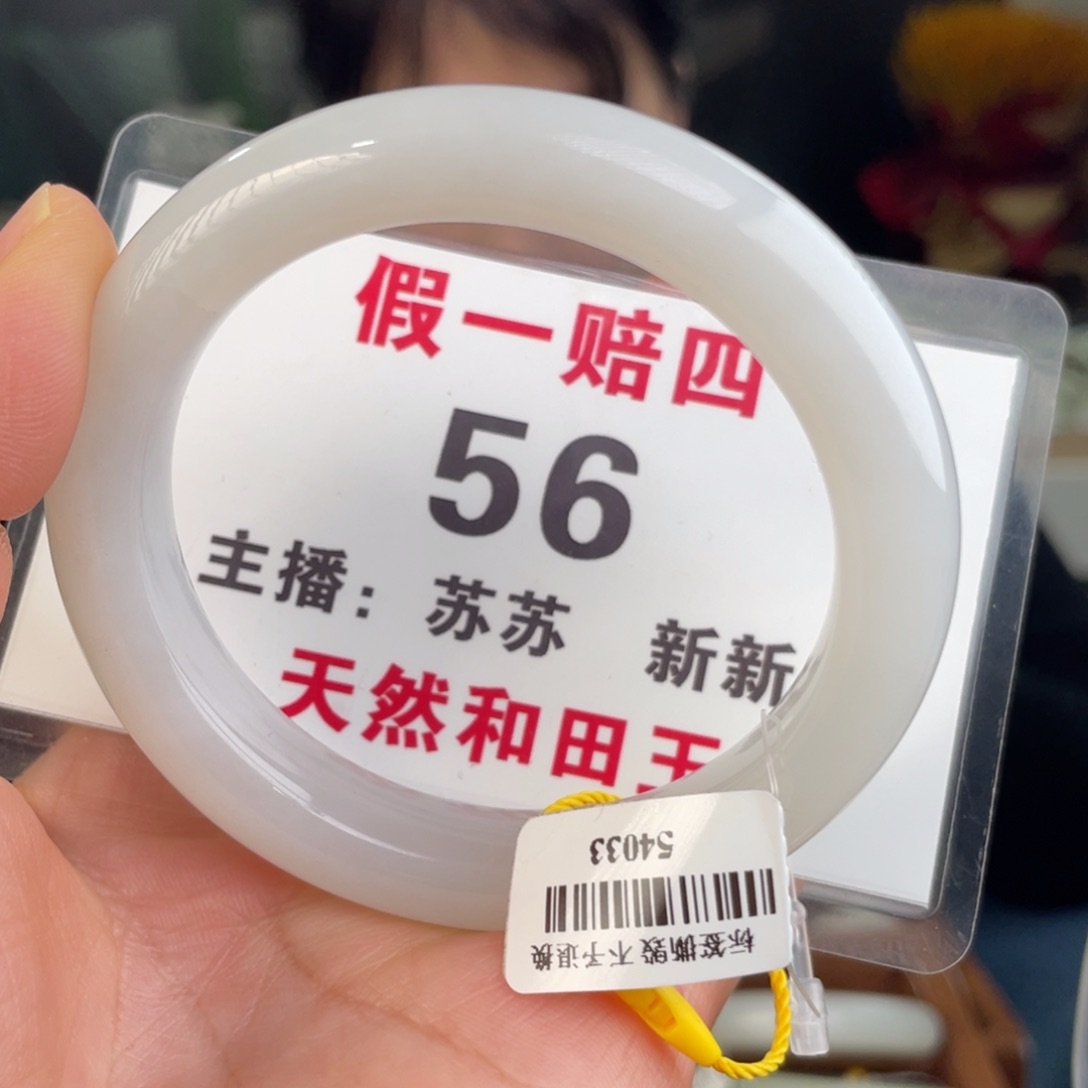 假一赔四
56
主播：苏苏 新新
天然和田玉
54033
标签撕毁 不予退换